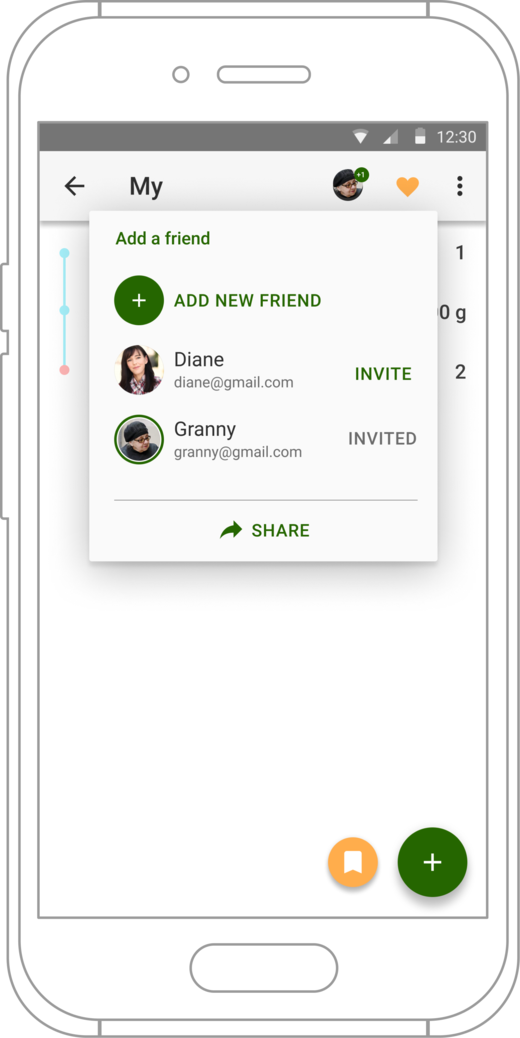 12:30
My
+1
Add a friend
1
ADD NEW FRIEND
0 g
Diane
diane@gmail.com
INVITE
2
Granny
granny@gmail.com
INVITED
SHARE